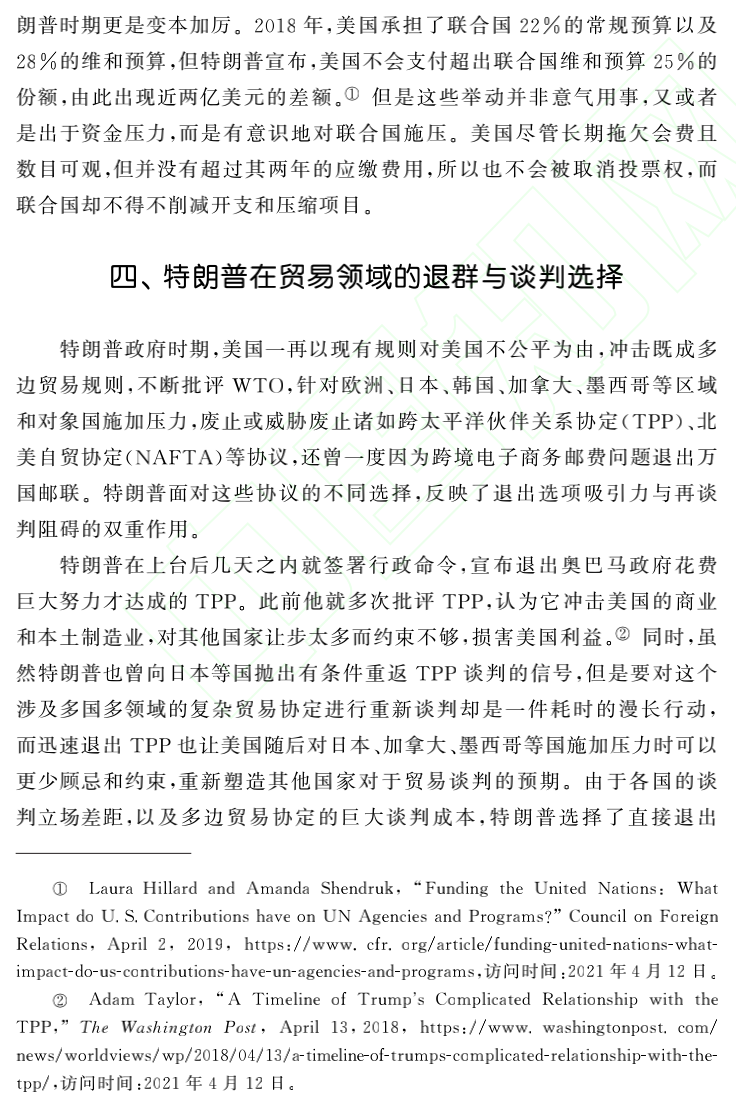 朗普时期更是变本加厉。2018 年,美国承担了联合国 22%的常规预算以及
28%的维和预算,但特朗普宣布,美国不会支付超出联合国维和预算 25%的
份额,由此出现近两亿美元的差额。① 但是这些举动并非意气用事,又或者
是出于资金压力,而是有意识地对联合国施压。美国尽管长期拖欠会费且
数目可观,但并没有超过其两年的应缴费用,所以也不会被取消投票权,而
联合国却不得不削减开支和压缩项目。
四、特朗普在贸易领域的退群与谈判选择
特朗普政府时期,美国一再以现有规则对美国不公平为由,冲击既成多
边贸易规则,不断批评 WTO,针对欧洲、日本、韩国、加拿大、墨西哥等区域
和对象国施加压力,废止或威胁废止诸如跨太平洋伙伴关系协定(TPP)、北
美自贸协定(NAFTA)等协议,还曾一度因为跨境电子商务邮费问题退出万
国邮联。特朗普面对这些协议的不同选择,反映了退出选项吸引力与再谈
判阻碍的双重作用。
特朗普在上台后几天之内就签署行政命令,宣布退出奥巴马政府花费
巨大努力才达成的 TPP。此前他就多次批评 TPP,认为它冲击美国的商业
和本土制造业,对其他国家让步太多而约束不够,损害美国利益。② 同时,虽
然特朗普也曾向日本等国抛出有条件重返 TPP 谈判的信号,但是要对这个
涉及多国多领域的复杂贸易协定进行重新谈判却是一件耗时的漫长行动,
而迅速退出 TPP 也让美国随后对日本、加拿大、墨西哥等国施加压力时可以
更少顾忌和约束,重新塑造其他国家对于贸易谈判的预期。由于各国的谈
判立场差距,以及多边贸易协定的巨大谈判成本,特朗普选择了直接退出
① Laura Hillard and Amanda Shendruk, “Funding the United Nations: What
Impact do U. S. Contributions have on UN Agencies and Programs?” Council on Foreign
Relations, April 2, 2019, https://www. cfr. org/article/funding-united-nations-what-
impact-do-us-contributions-have-un-agencies-and-programs,访问时间:2021 年 4 月 12 日。
② Adam Taylor, “A Timeline of Trump's Complicated Relationship with the
TPP,” The Washington Post, April 13, 2018, https://www. washingtonpost. com/
news/worldviews/wp/2018/04/13/a-timeline-of-trumps-complicated-relationship-with-the-
tpp/,访问时间:2021 年 4 月 12 日。